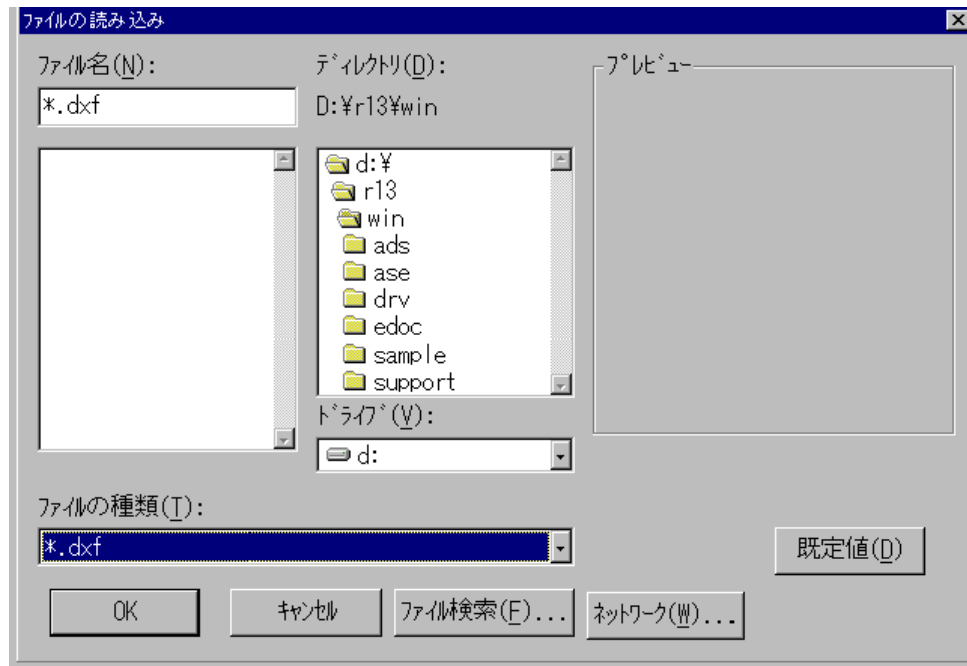 ﾌｧｲﾙの読み込み
ﾌｧｲﾙ名(N):
*.dxf
ﾃﾞｨﾚｸﾄﾘ(D):
D:¥r13¥win
d:¥
r13
win
ads
ase
drv
edoc
sample
support
ﾄﾞﾗｲﾌﾞ(V):
d:
ﾌﾟﾚﾋﾞｭｰ
ﾌｧｲﾙの種類(T):
*.dxf
既定値(D)
OK
ｷｬﾝｾﾙ
ﾌｧｲﾙ検索(F)...
ﾈｯﾄﾜｰｸ(W)...